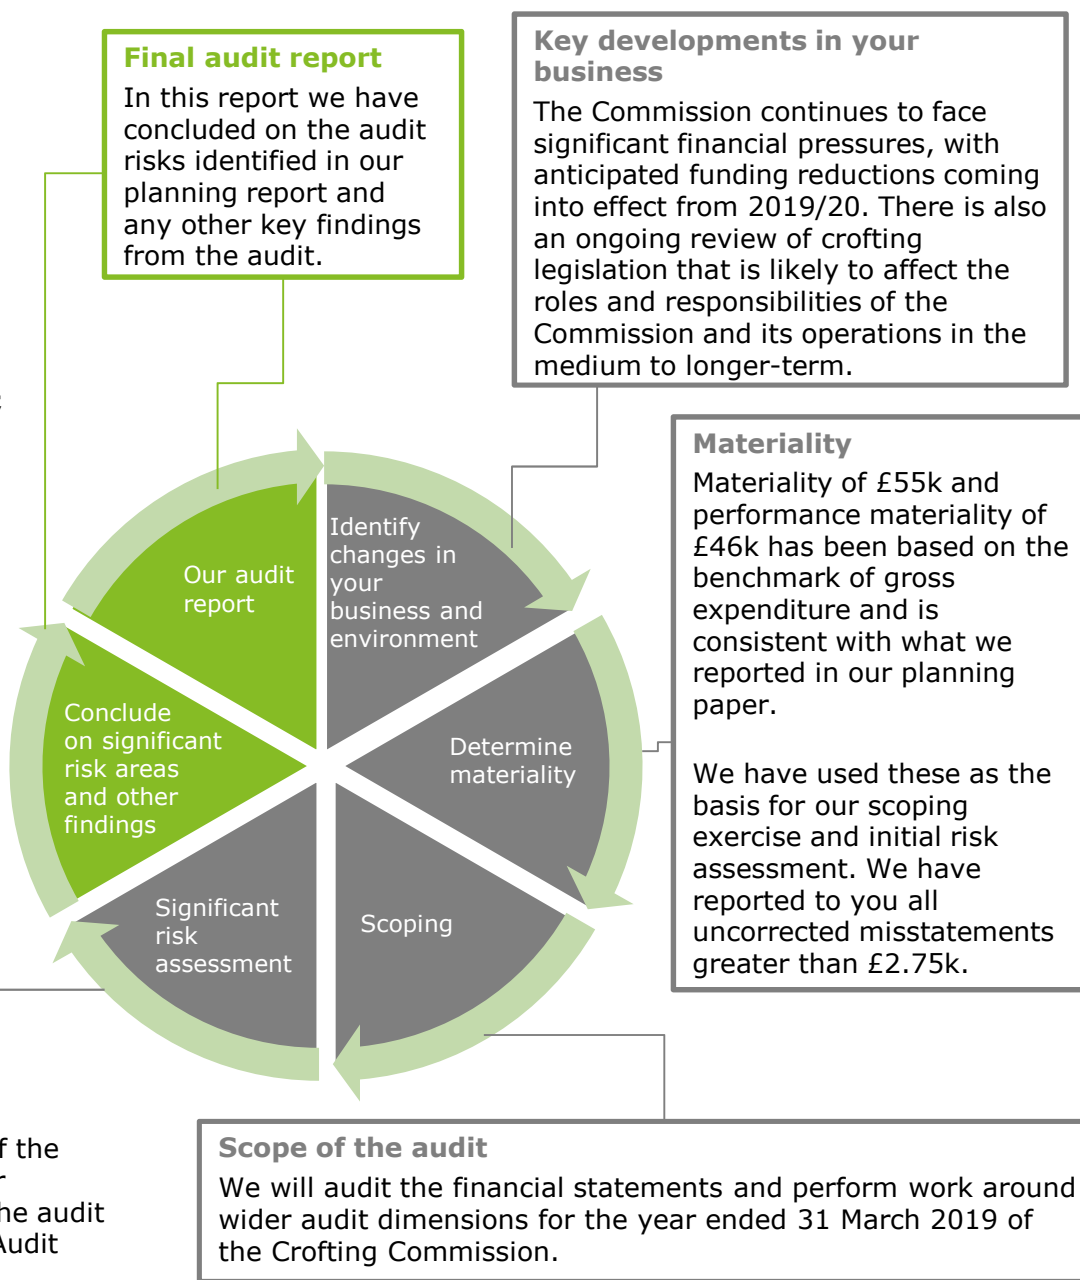 Final audit report
In this report we have
concluded on the audit
risks identified in our
planning report and
any other key findings
from the audit.
Key developments in your
business
The Commission continues to face
significant financial pressures, with
anticipated funding reductions coming
into effect from 2019/20. There is also
an ongoing review of crofting
legislation that is likely to affect the
roles and responsibilities of the
Commission and its operations in the
medium to longer-term.
Materiality
Materiality of £55k and
performance materiality of
£46k has been based on the
benchmark of gross
expenditure and is
consistent with what we
reported in our planning
paper.
We have used these as the
basis for our scoping
exercise and initial risk
assessment. We have
reported to you all
uncorrected misstatements
greater than £2.75k.
Identify
changes in
your
business and
environment
Determine
materiality
Scoping
Significant
risk
assessment
Conclude
on significant
risk areas
and other
findings
Our audit
report
the
he audit
Audit
Scope of the audit
We will audit the financial statements and perform work around
wider audit dimensions for the year ended 31 March 2019 of
the Crofting Commission.